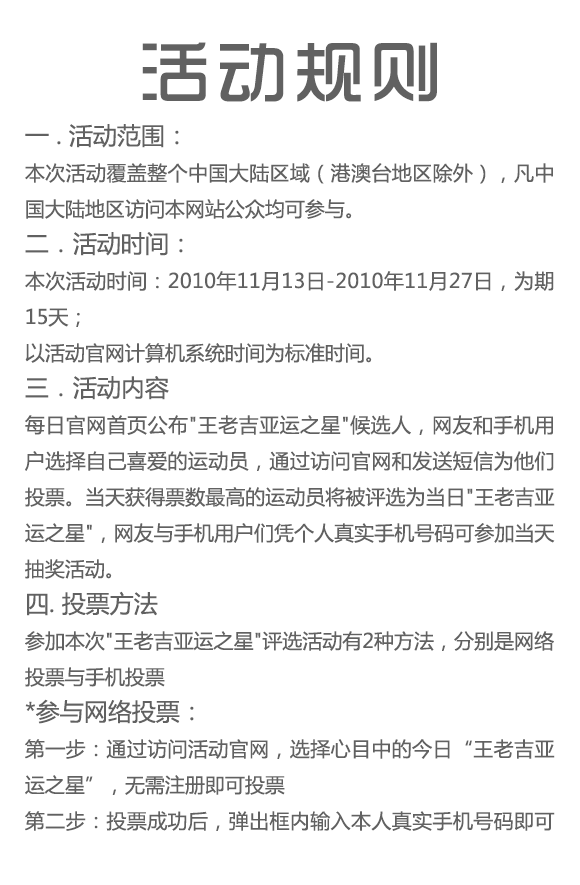 活动规则
一 . 活动范围：
本次活动覆盖整个中国大陆区域（港澳台地区除外），凡中
国大陆地区访问本网站公众均可参与。
二 . 活动时间：
本次活动时间：2010年11月13日-2010年11月27日，为期
15天；
以活动官网计算机系统时间为标准时间。
三 . 活动内容
每日官网首页公布"王老吉亚运之星"候选人，网友和手机用
户选择自己喜爱的运动员，通过访问官网和发送短信为他们
投票。当天获得票数最高的运动员将被评选为当日"王老吉亚
运之星"，网友与手机用户们凭个人真实手机号码可参加当天
抽奖活动。
四. 投票方法
参加本次"王老吉亚运之星"评选活动有2种方法，分别是网络
投票与手机投票
*参与网络投票：
第一步：通过访问活动官网，选择心目中的今日“王老吉亚
运之星”，无需注册即可投票
第二步：投票成功后，弹出框内输入本人真实手机号码即可